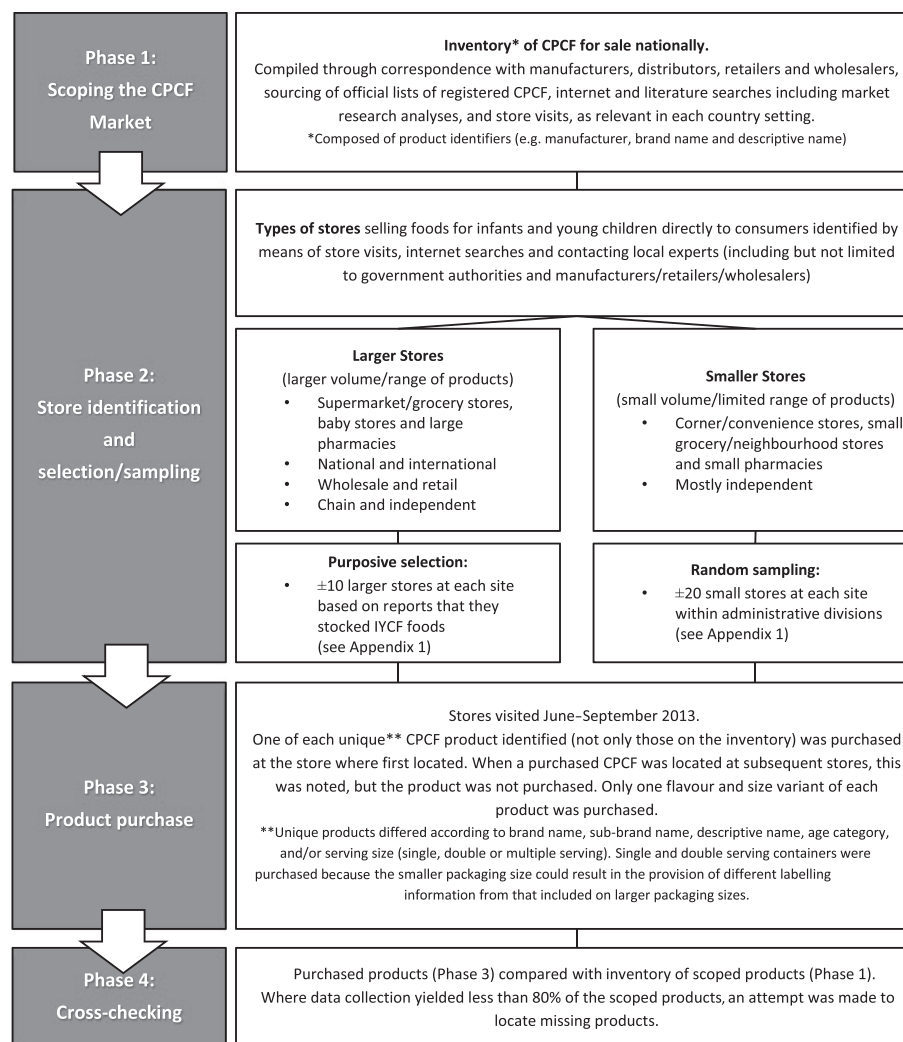 Phase 1:
Scoping the CPCF
Market
Inventory* of CPCF for sale nationally.
Compiled through correspondence with manufacturers, distributors, retailers and wholesalers,
sourcing of official lists of registered CPCF, internet and literature searches including market
research analyses, and store visits, as relevant in each country setting.
*Composed of product identifiers (e.g. manufacturer, brand name and descriptive name)
Phase 2:
Store identification
and
selection/sampling
Types of stores selling foods for infants and young children directly to consumers identified by
means of store visits, internet searches and contacting local experts (including but not limited
to government authorities and manufacturers/retailers/wholesalers)
Larger Stores
(larger volume/range of products)
• Supermarket/grocery stores,
baby stores and large
pharmacies
• National and international
• Wholesale and retail
• Chain and independent
Smaller Stores
(small volume/limited range of products)
• Corner/convenience stores, small
grocery/neighbourhood stores
and small pharmacies
• Mostly independent
Purposive selection:
• ±10 larger stores at each site
based on reports that they
stocked IYCF foods
(see Appendix 1)
Random sampling:
• ±20 small stores at each site
within administrative divisions
(see Appendix 1)
Phase 3:
Product purchase
Stores visited June–September 2013.
One of each unique** CPCF product identified (not only those on the inventory) was purchased
at the store where first located. When a purchased CPCF was located at subsequent stores, this
was noted, but the product was not purchased. Only one flavour and size variant of each
product was purchased.
**Unique products differed according to brand name, sub-brand name, descriptive name, age category,
and/or serving size (single, double or multiple serving). Single and double serving containers were
purchased because the smaller packaging size could result in the provision of different labelling
information from that included on larger packaging sizes.
Phase 4:
Cross-checking
Purchased products (Phase 3) compared with inventory of scoped products (Phase 1).
Where data collection yielded less than 80% of the scoped products, an attempt was made to
locate missing products.